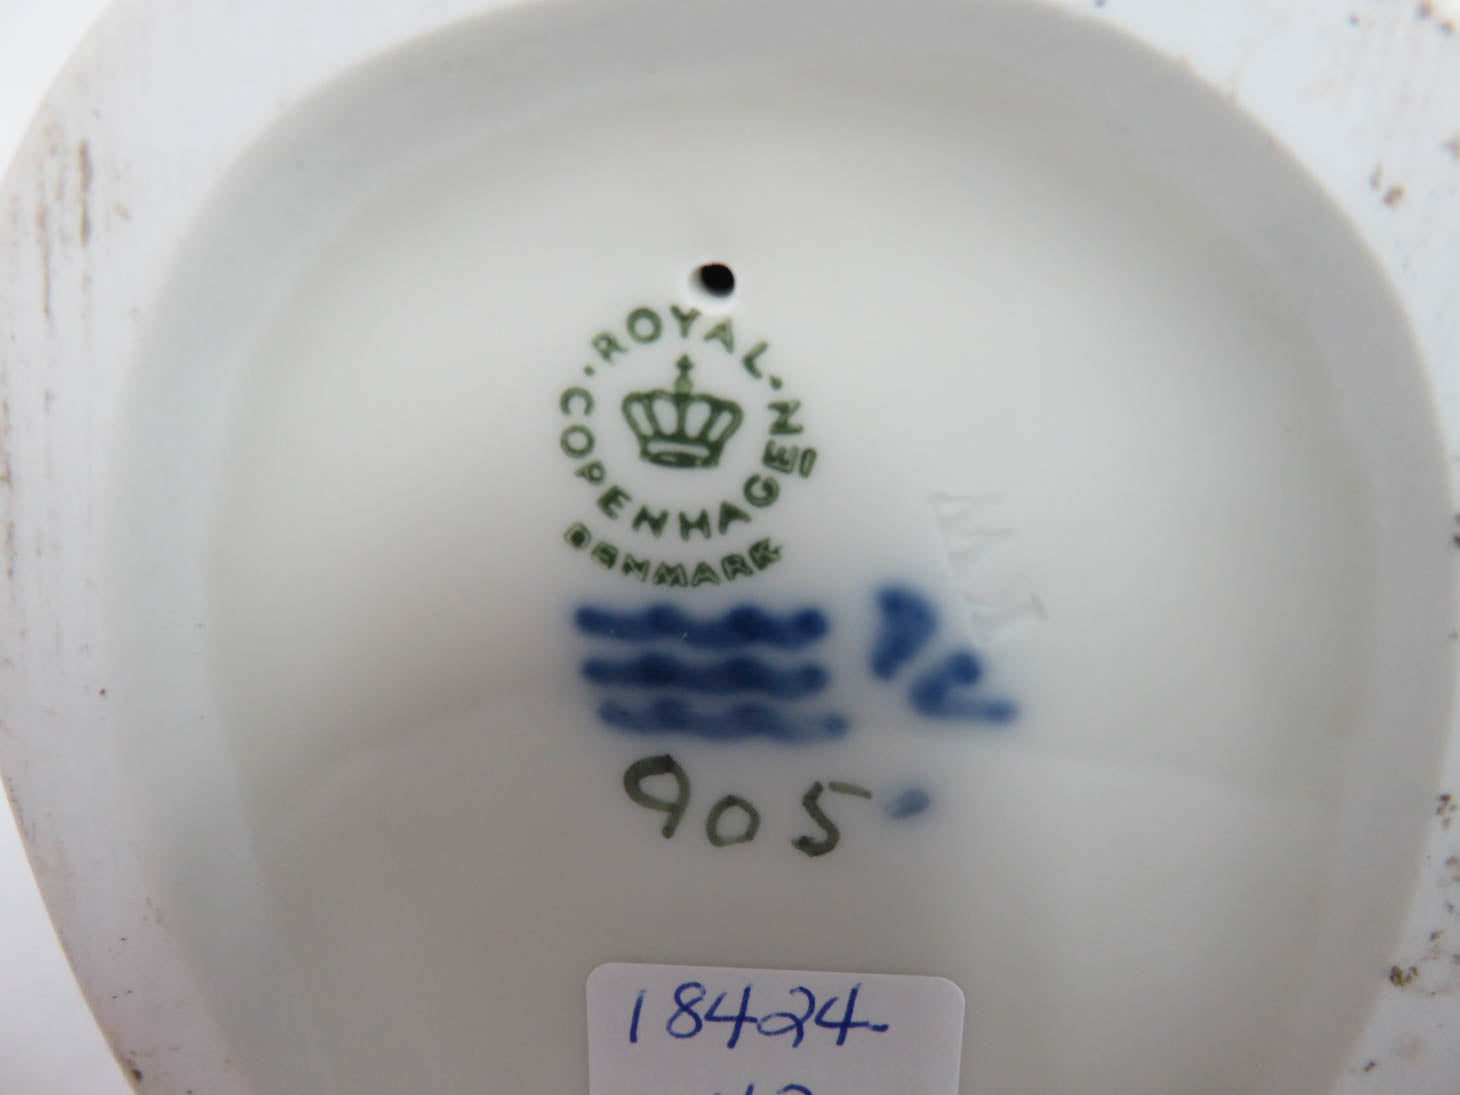 ROYAL
COPENHAGEN
DENMARK
905
18424